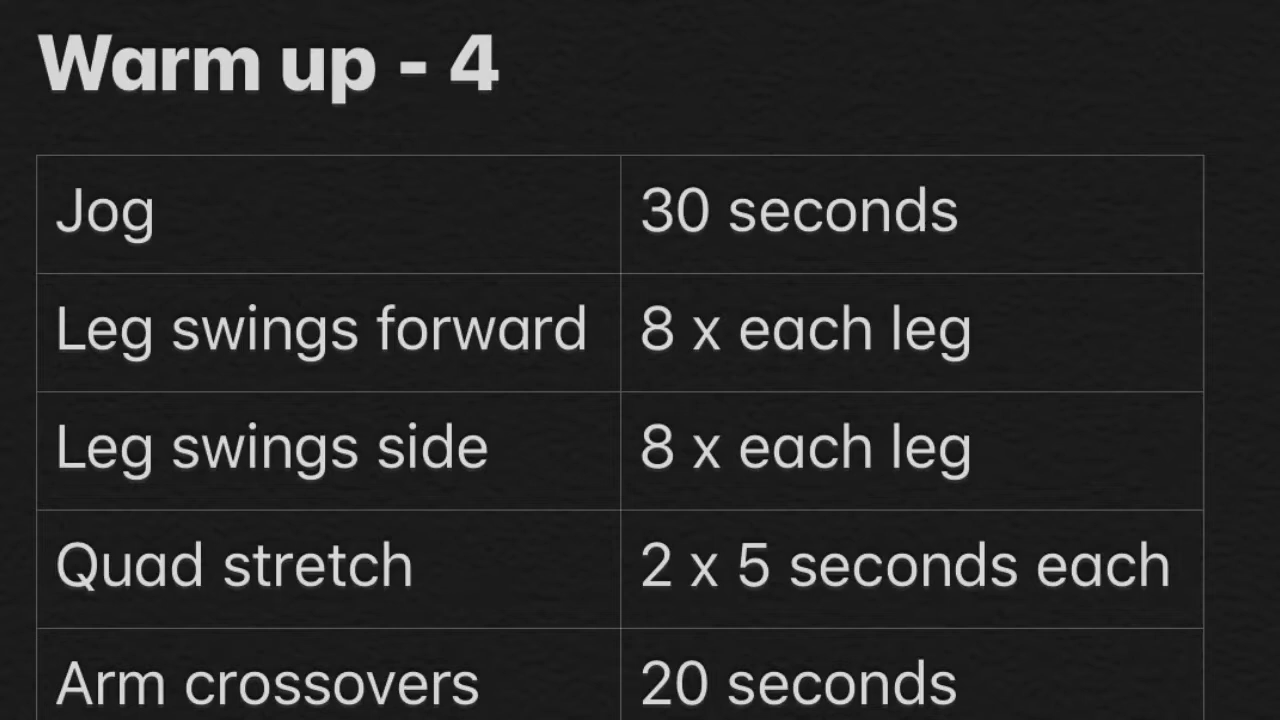 Warm up - 4
Jog 30 seconds
Leg swings forward 8 x each leg
Leg swings side 8 x each leg
Quad stretch 2 x 5 seconds each
Arm crossovers 20 seconds